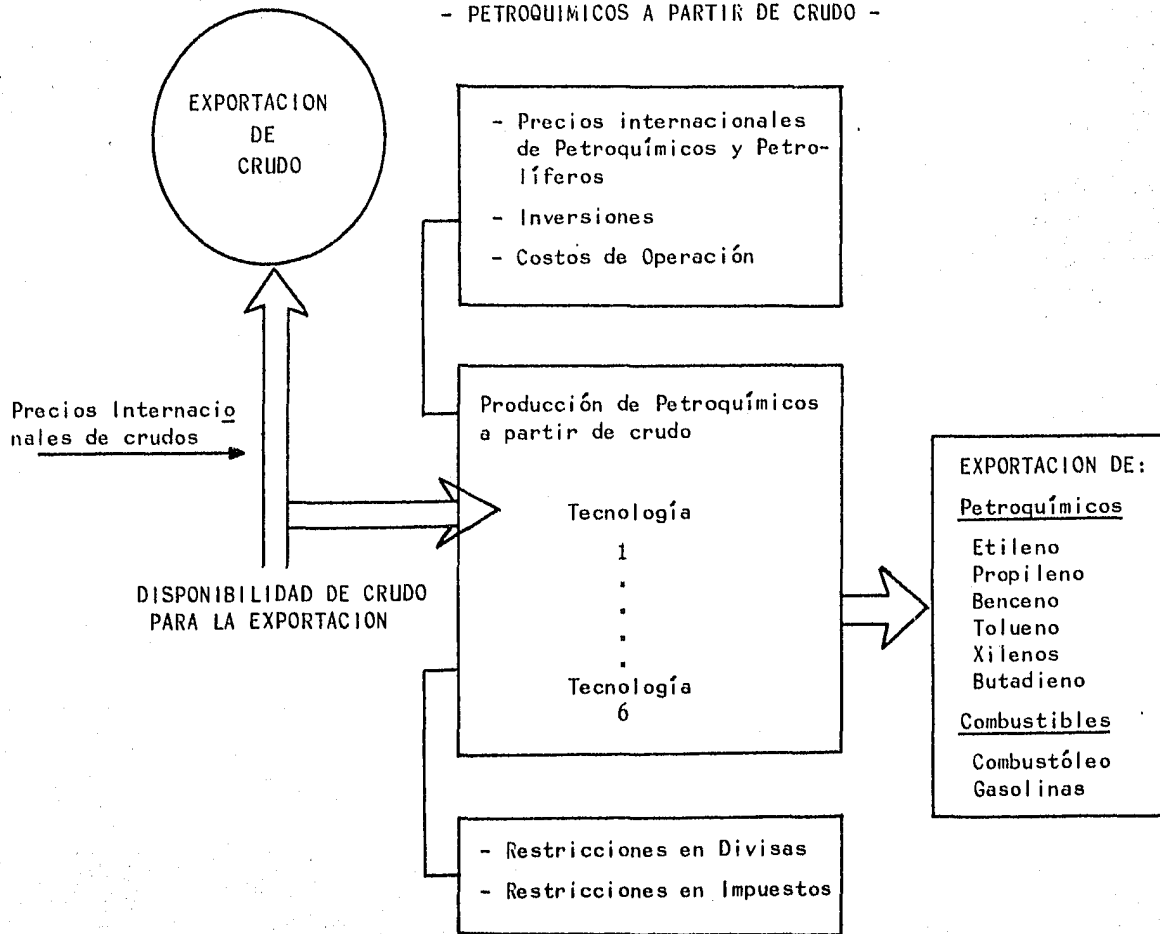 - PETROQUIMICOS A PARTIR DE CRUDO -
EXPORTACION
DE
CRUDO
- Precios internacionales
de Petroquímicos y Petro-
líferos
- Inversiones
- Costos de Operación
Precios Internacio
nales de crudos
Producción de Petroquímicos
a partir de crudo
Tecnología
1
.
.
.
.
Tecnología
6
DISPONIBILIDAD DE CRUDO
PARA LA EXPORTACION
EXPORTACION DE:
Petroquímicos
Etileno
Propileno
Benceno
Tolueno
Xilenos
Butadieno
Combustibles
Combustóleo
Gasolinas
- Restricciones en Divisas
- Restricciones en Impuestos